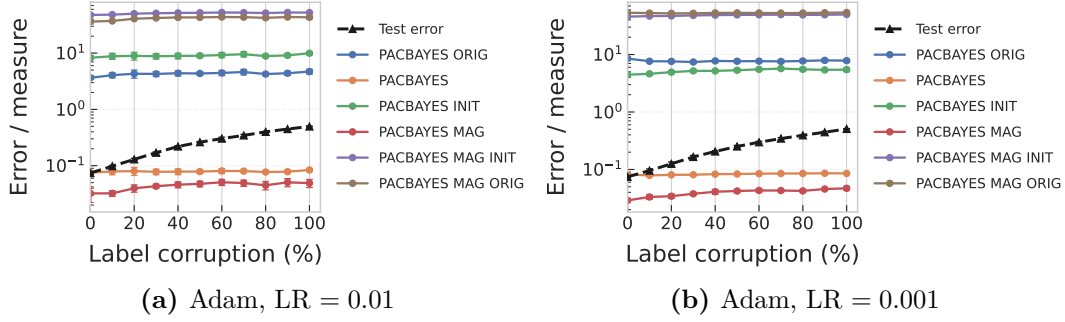 Error / measure
10¹
10⁰
10⁻¹
0 20 40 60 80 100
Label corruption (%)
Test error
PACBAYES ORIG
PACBAYES
PACBAYES INIT
PACBAYES MAG
PACBAYES MAG INIT
PACBAYES MAG ORIG
(a) Adam, LR = 0.01
Error / measure
10¹
10⁰
10⁻¹
0 20 40 60 80 100
Label corruption (%)
Test error
PACBAYES ORIG
PACBAYES
PACBAYES INIT
PACBAYES MAG
PACBAYES MAG INIT
PACBAYES MAG ORIG
(b) Adam, LR = 0.001